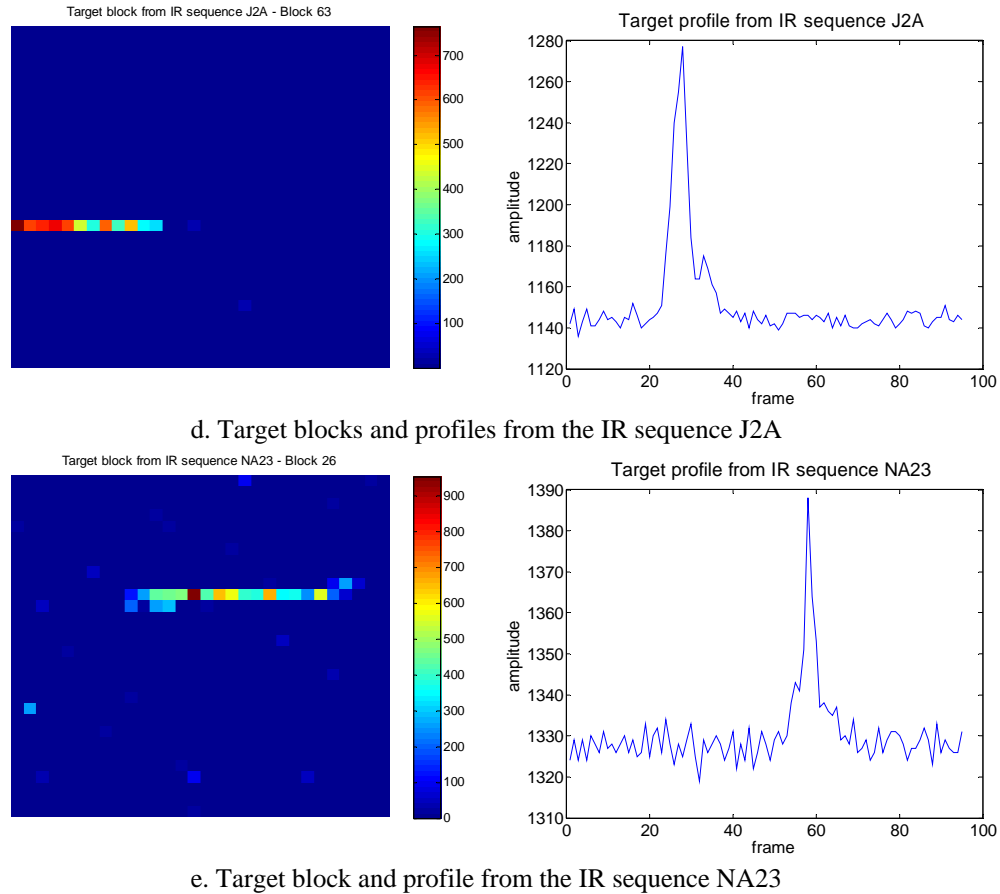 Target block from IR sequence J2A - Block 63
700
600
500
400
300
200
100
Target profile from IR sequence J2A
1280
1260
1240
1220
1200
1180
1160
1140
1120
amplitude
0 20 40 60 80 100
frame
d. Target blocks and profiles from the IR sequence J2A
Target block from IR sequence NA23 - Block 26
900
800
700
600
500
400
300
200
100
0
Target profile from IR sequence NA23
1390
1380
1370
1360
1350
1340
1330
1320
1310
amplitude
0 20 40 60 80 100
frame
e. Target block and profile from the IR sequence NA23